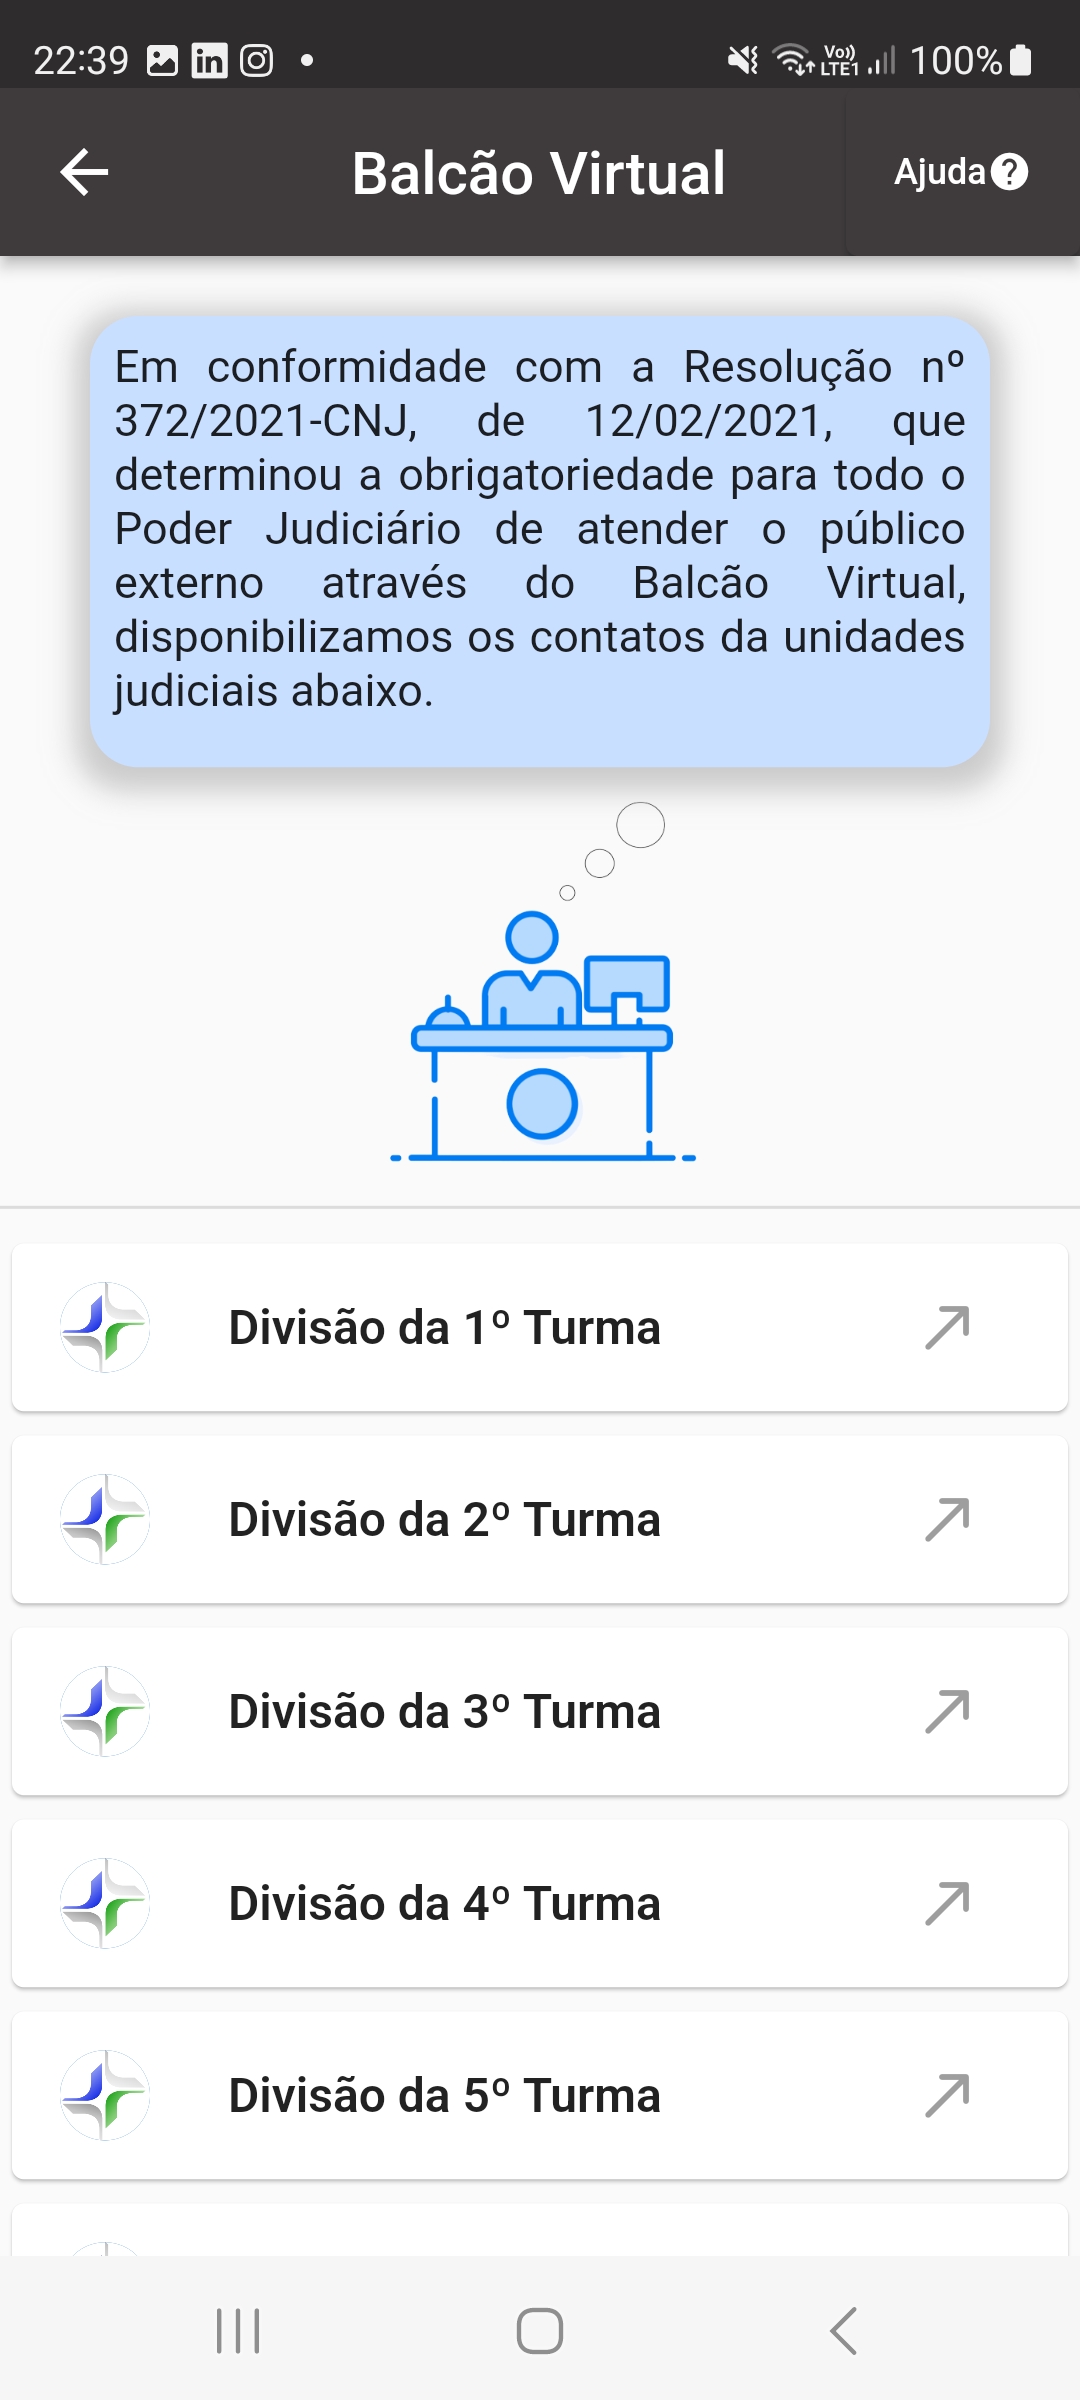 22:39
Vo))
LTE1
100%
Balcão Virtual
Ajuda
Em conformidade com a Resolução nº
372/2021-CNJ, de 12/02/2021, que
determinou a obrigatoriedade para todo o
Poder Judiciário de atender o público
externo através do Balcão Virtual,
disponibilizamos os contatos da unidades
judiciais abaixo.
Divisão da 1º Turma
Divisão da 2º Turma
Divisão da 3º Turma
Divisão da 4º Turma
Divisão da 5º Turma